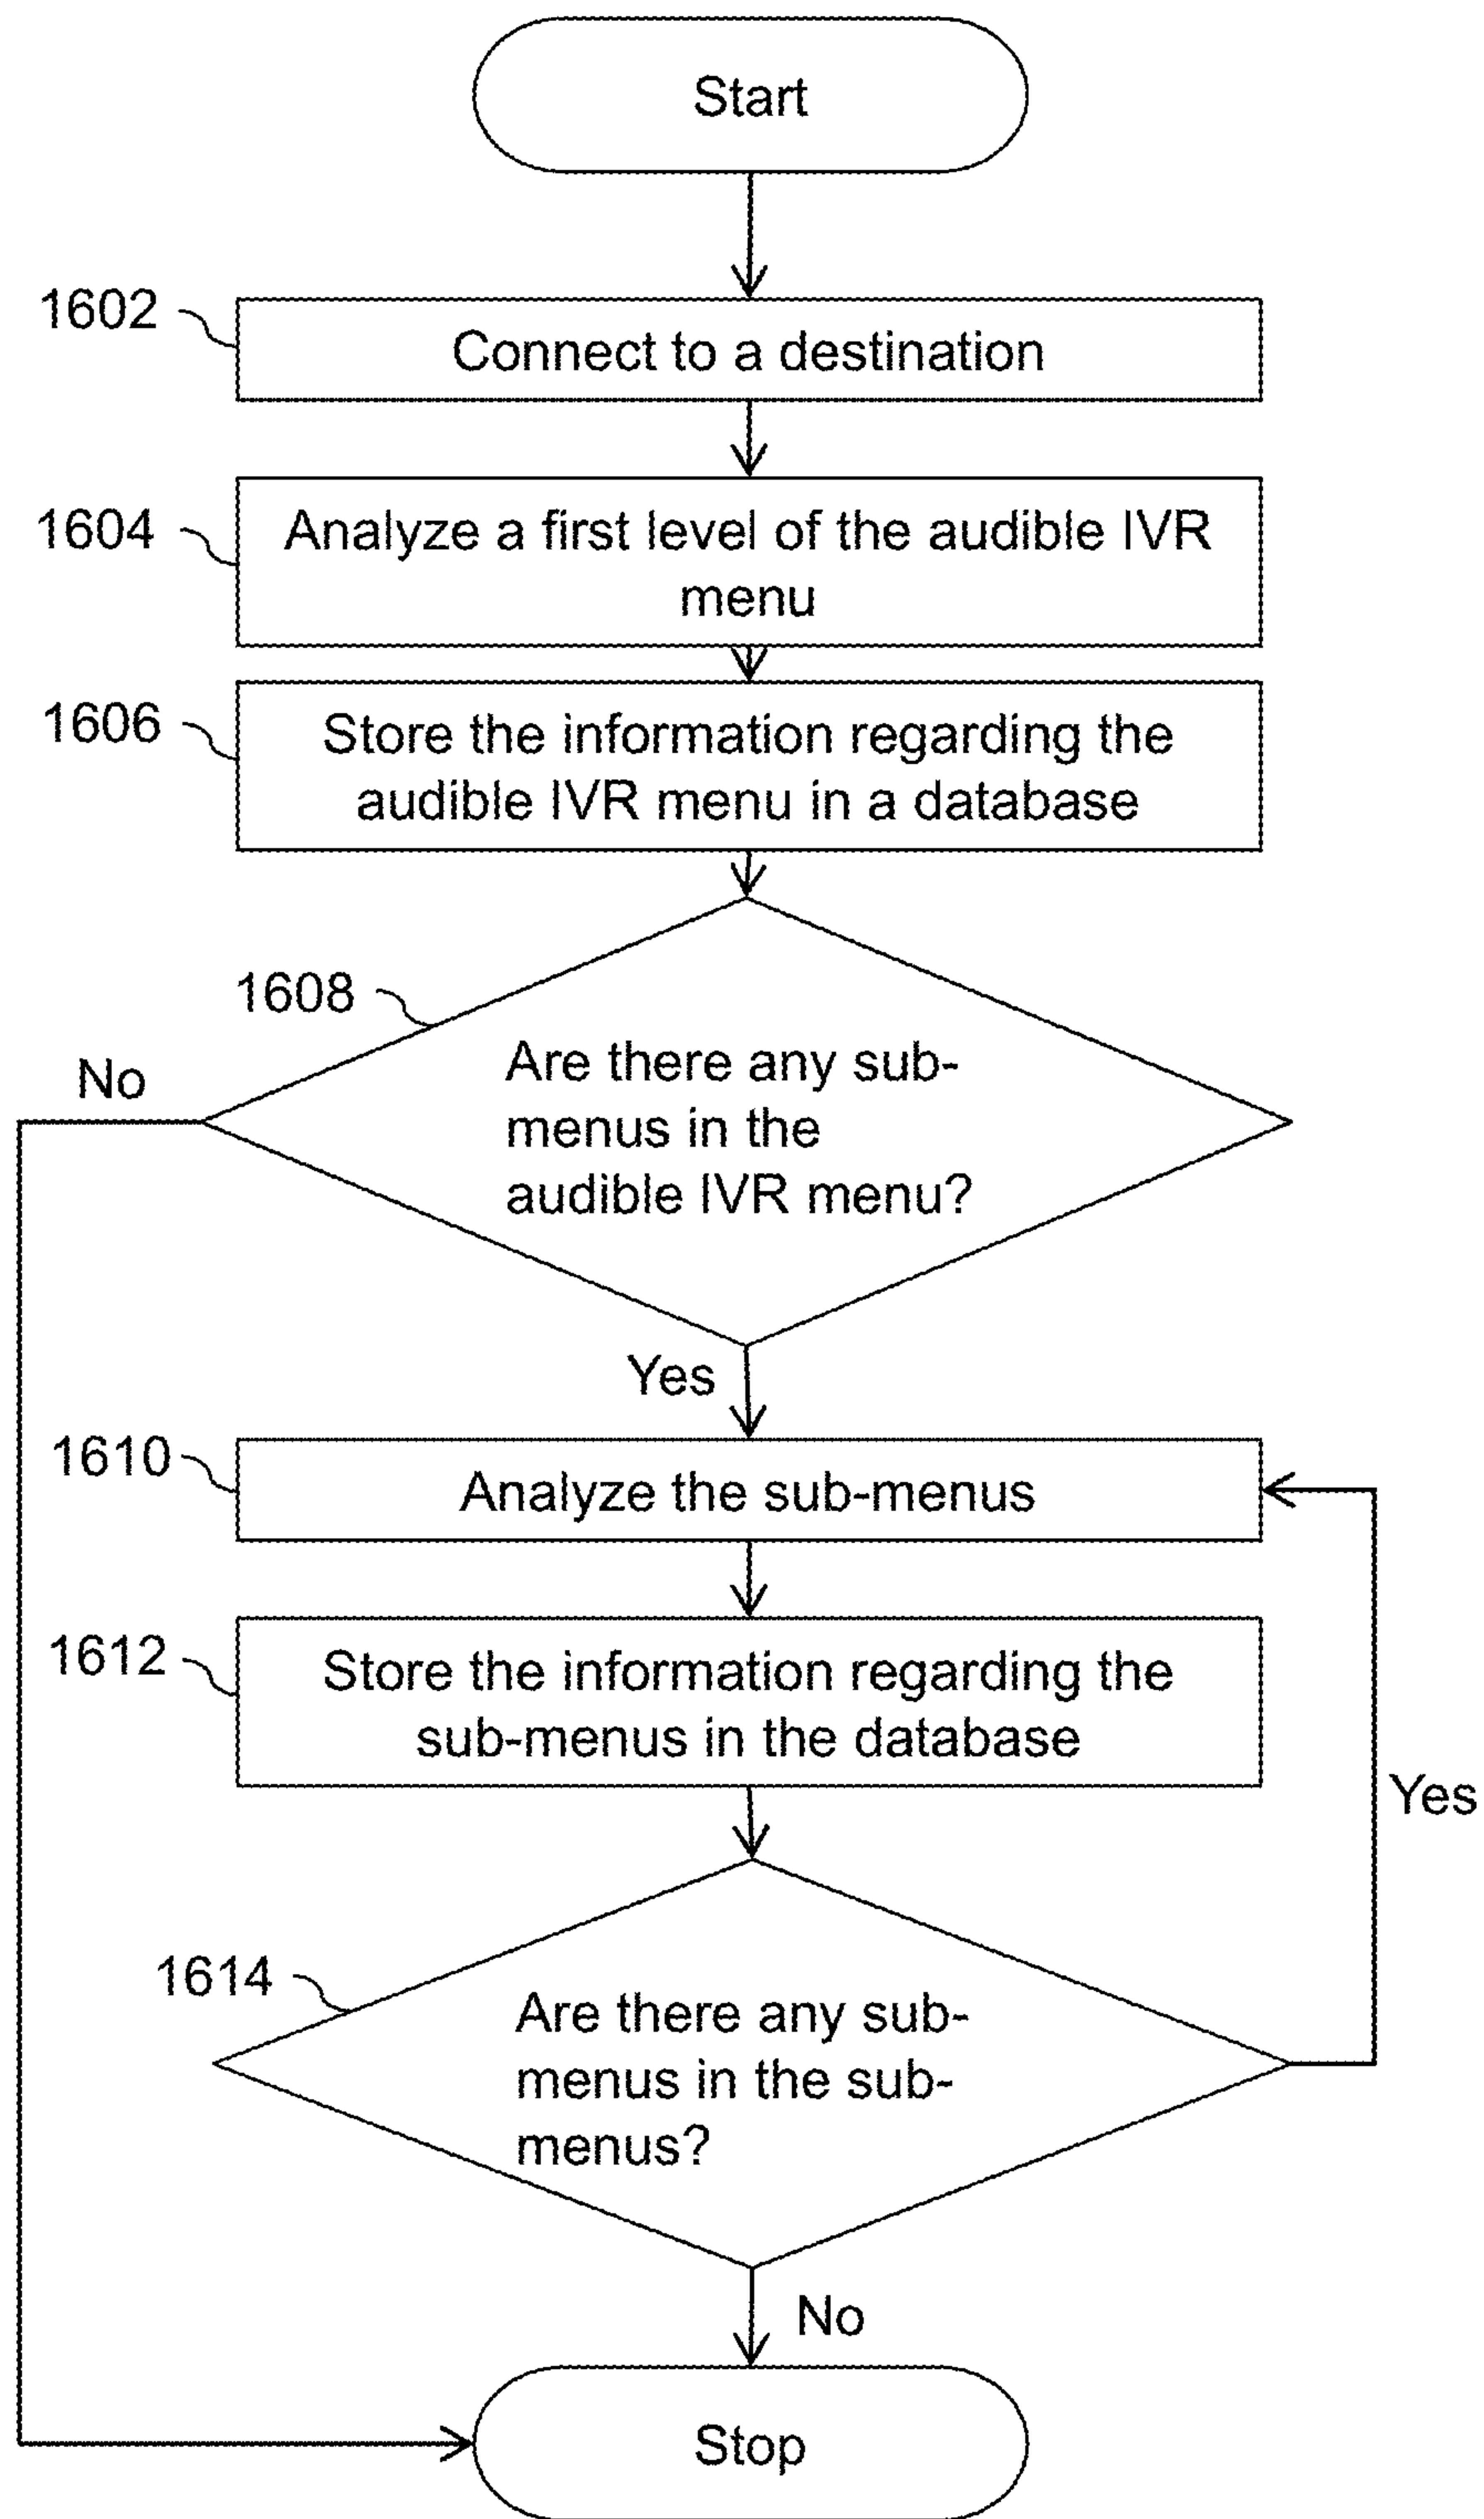 Start
1602
Connect to a destination
1604
Analyze a first level of the audible IVR
menu
1606
Store the information regarding the
audible IVR menu in a database
1608
No
Are there any sub-
menus in the
audible IVR menu?
Yes
1610
Analyze the sub-menus
1612
Store the information regarding the
sub-menus in the database
Yes
1614
Are there any sub-
menus in the sub-
menus?
No
Stop